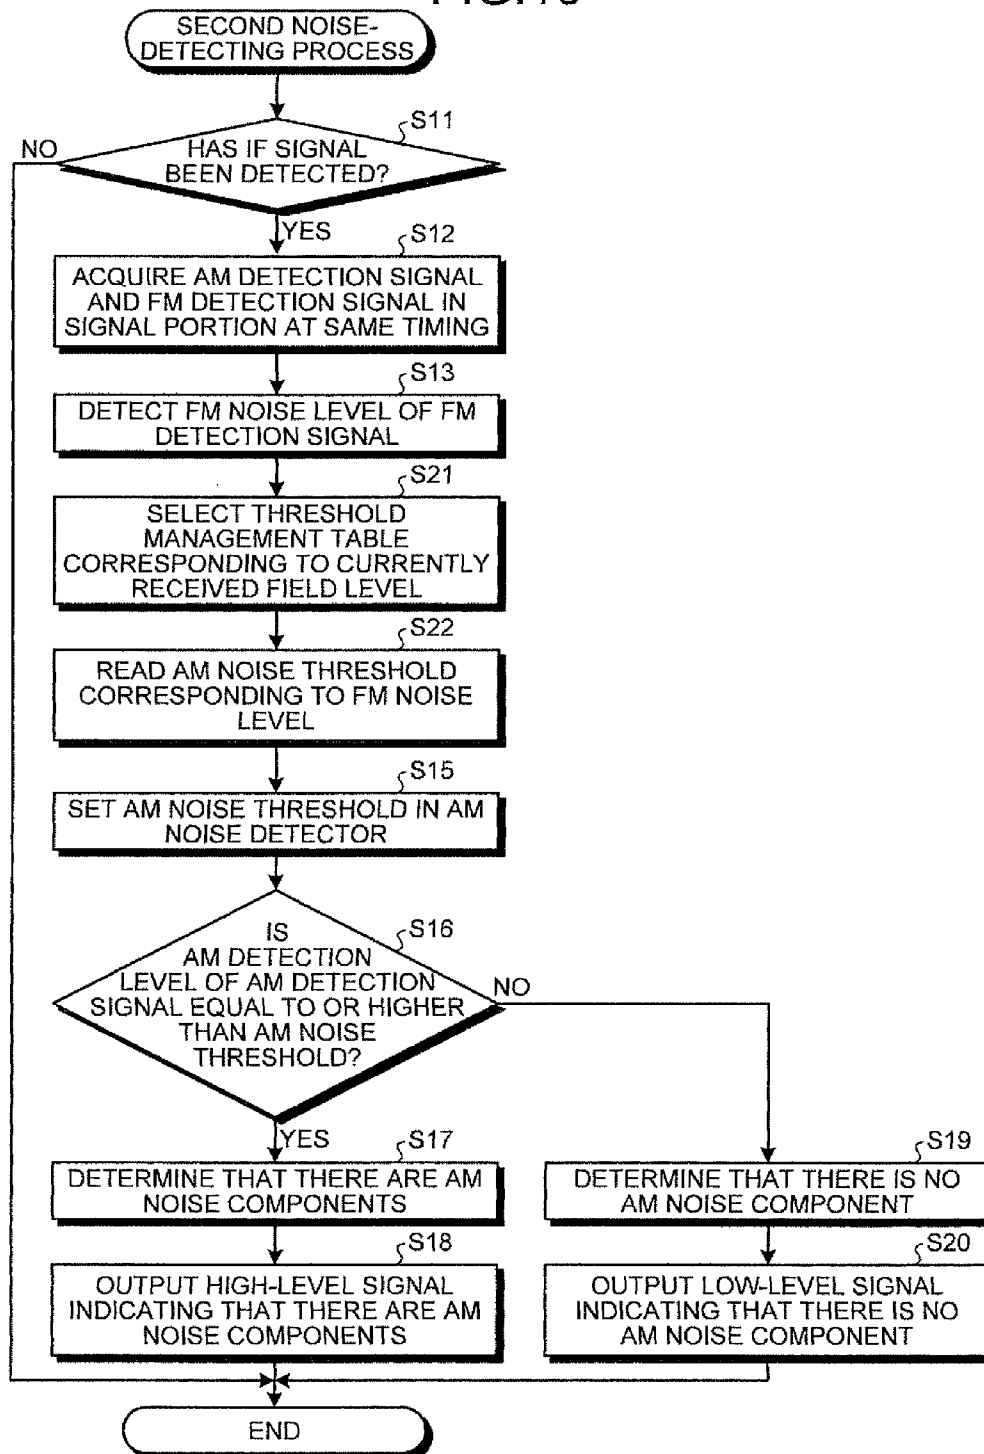 SECOND NOISE-
DETECTING PROCESS
S11
NO
HAS IF SIGNAL
BEEN DETECTED?
YES
S12
ACQUIRE AM DETECTION SIGNAL
AND FM DETECTION SIGNAL IN
SIGNAL PORTION AT SAME TIMING
S13
DETECT FM NOISE LEVEL OF FM
DETECTION SIGNAL
S21
SELECT THRESHOLD
MANAGEMENT TABLE
CORRESPONDING TO CURRENTLY
RECEIVED FIELD LEVEL
S22
READ AM NOISE THRESHOLD
CORRESPONDING TO FM NOISE
LEVEL
S15
SET AM NOISE THRESHOLD IN AM
NOISE DETECTOR
S16
IS
AM DETECTION
LEVEL OF AM DETECTION
SIGNAL EQUAL TO OR HIGHER
THAN AM NOISE
THRESHOLD?
NO
YES
S17
DETERMINE THAT THERE ARE AM
NOISE COMPONENTS
S18
OUTPUT HIGH-LEVEL SIGNAL
INDICATING THAT THERE ARE AM
NOISE COMPONENTS
S19
DETERMINE THAT THERE IS NO
AM NOISE COMPONENT
S20
OUTPUT LOW-LEVEL SIGNAL
INDICATING THAT THERE IS NO
AM NOISE COMPONENT
END